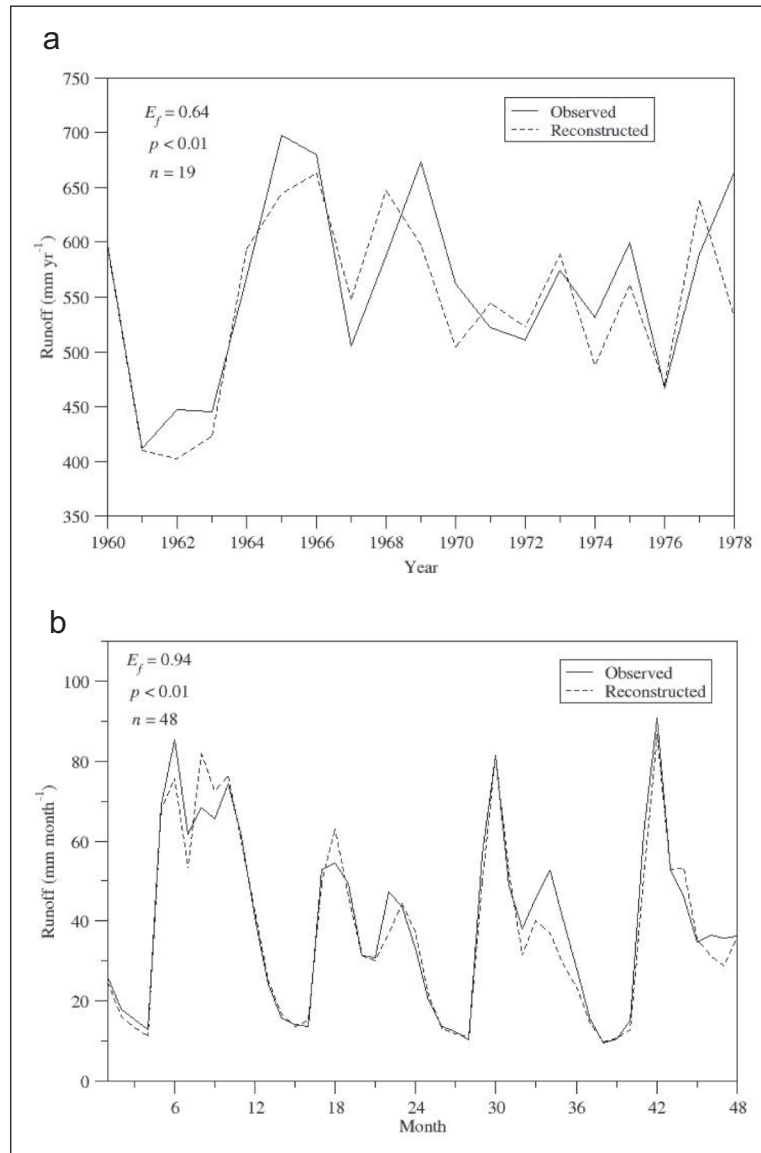 a
750
700
650
600
550
500
450
400
350
Runoff (mm yr⁻¹)
E_f = 0.64
p < 0.01
n = 19
Observed
Reconstructed
1960 1962 1964 1966 1968 1970 1972 1974 1976 1978
Year
b
100
80
60
40
20
0
Runoff (mm month⁻¹)
E_f = 0.94
p < 0.01
n = 48
Observed
Reconstructed
6 12 18 24 30 36 42 48
Month